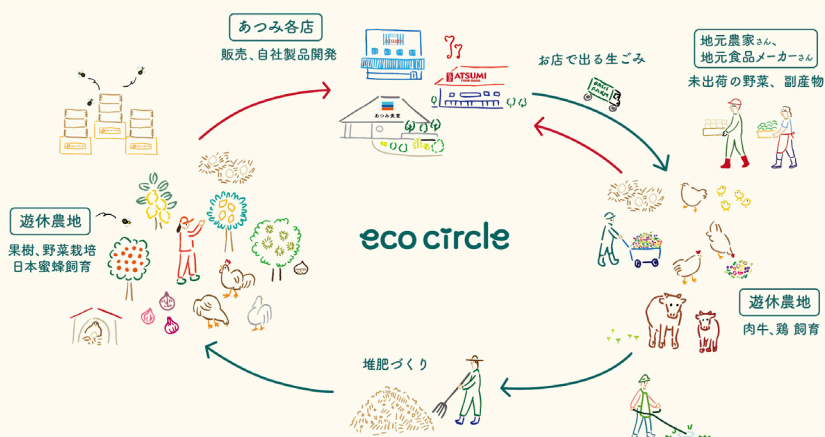 あつみ各店
販売、自社製品開発
ATSUMI
あつみ食堂
お店で出る生ごみ
地元農家さん、
地元食品メーカーさん
未出荷の野菜、副産物
遊休農地
果樹、野菜栽培
日本蜜蜂飼育
eco circle
遊休農地
肉牛、鶏 飼育
堆肥づくり